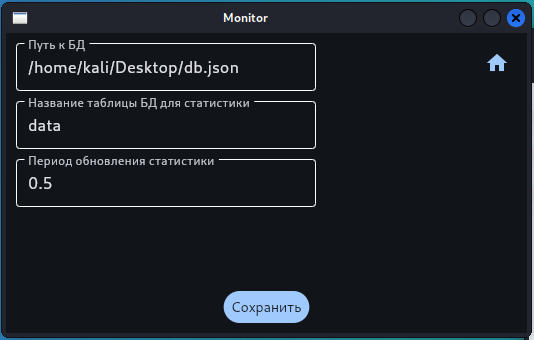 Monitor
Путь к БД
/home/kali/Desktop/db.json
Название таблицы БД для статистики
data
Период обновления статистики
0.5
Сохранить